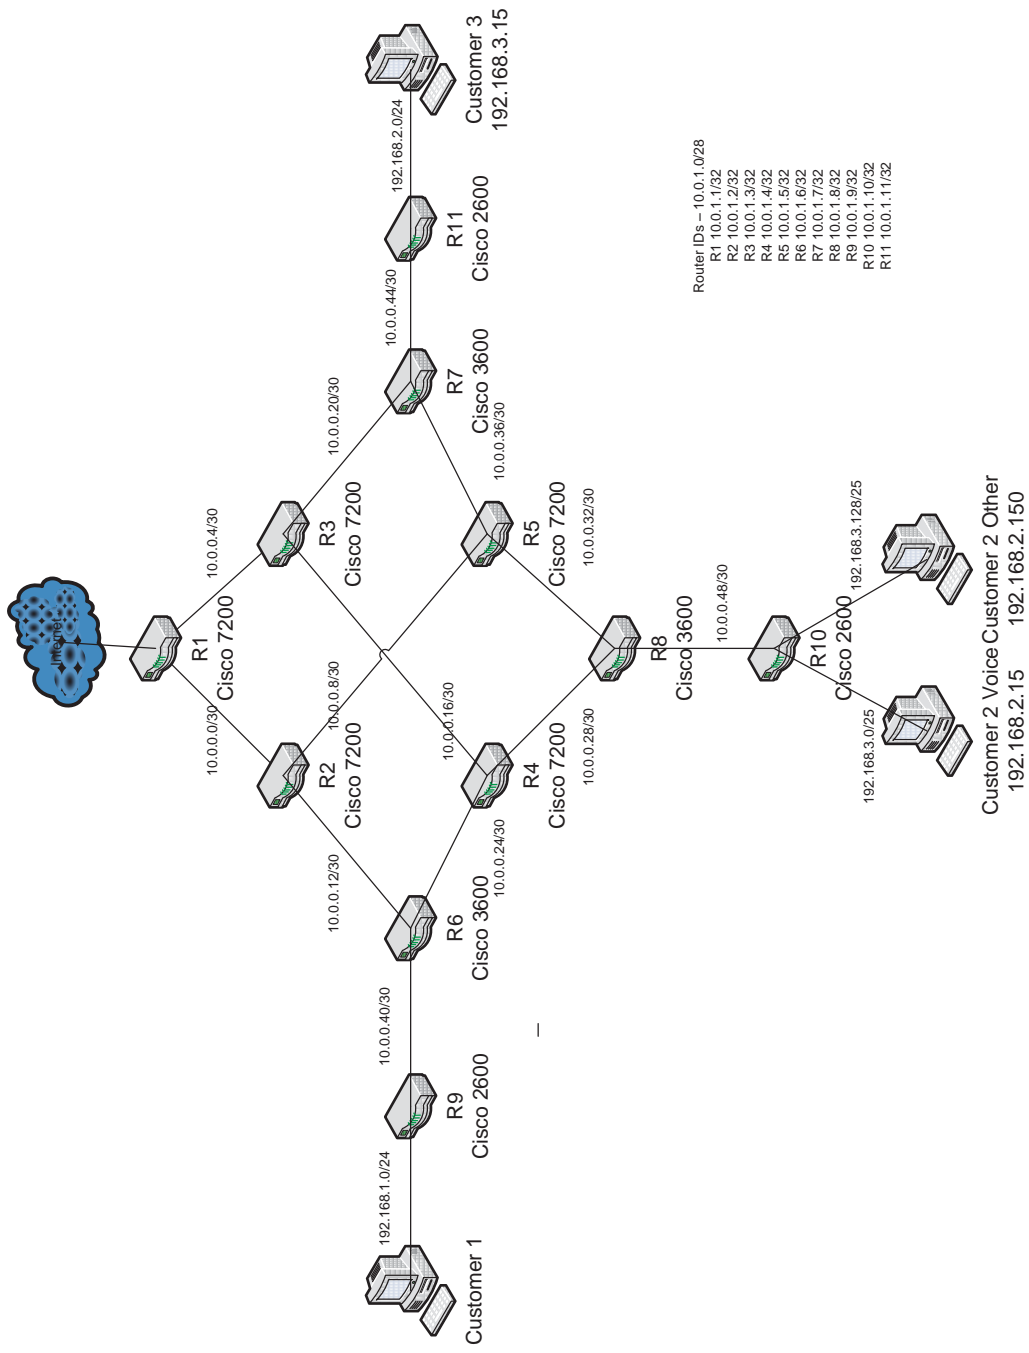 Internet
R1
Cisco 7200
10.0.0.0/30
10.0.0.4/30
R2
Cisco 7200
R3
Cisco 7200
10.0.0.8/30
10.0.0.16/30
10.0.0.12/30
10.0.0.20/30
Customer 1
192.168.1.0/24
R9
Cisco 2600
10.0.0.40/30
R6
Cisco 3600
R7
Cisco 3600
10.0.0.44/30
R11
Cisco 2600
192.168.2.0/24
Customer 3
192.168.3.15
10.0.0.24/30
10.0.0.36/30
R4
Cisco 7200
R5
Cisco 7200
10.0.0.28/30
10.0.0.32/30
R8
Cisco 3600
10.0.0.48/30
R10
Cisco 2600
192.168.3.0/25
192.168.3.128/25
Customer 2 Voice
192.168.2.15
Customer 2 Other
192.168.2.150
Router IDs – 10.0.1.0/28
R1 10.0.1.1/32
R2 10.0.1.2/32
R3 10.0.1.3/32
R4 10.0.1.4/32
R5 10.0.1.5/32
R6 10.0.1.6/32
R7 10.0.1.7/32
R8 10.0.1.8/32
R9 10.0.1.9/32
R10 10.0.1.10/32
R11 10.0.1.11/32